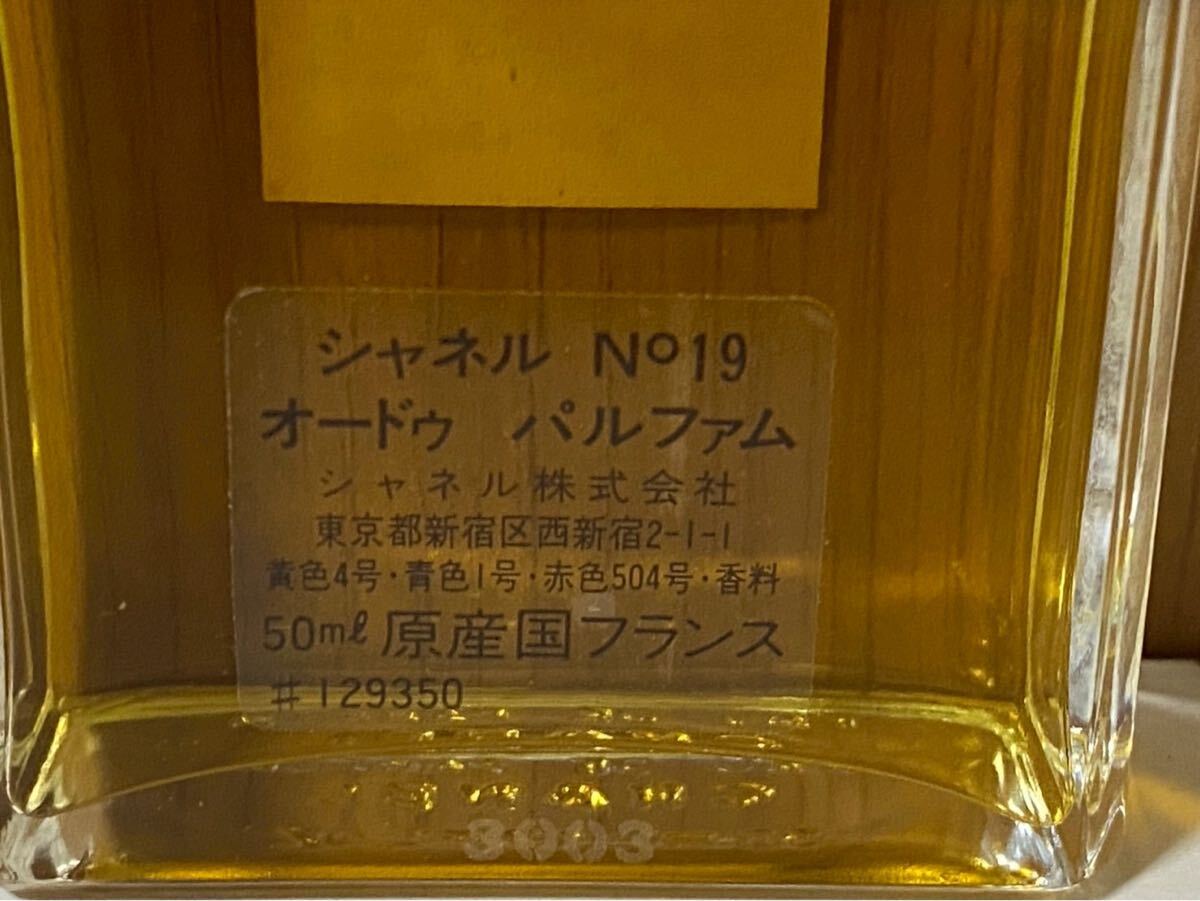 シャネル Nº19
オードゥ パルファム
シャネル株式会社
東京都新宿区西新宿2-1-1
黄色4号・青色1号・赤色504号・香料
50mℓ 原産国フランス
# 129350
3003